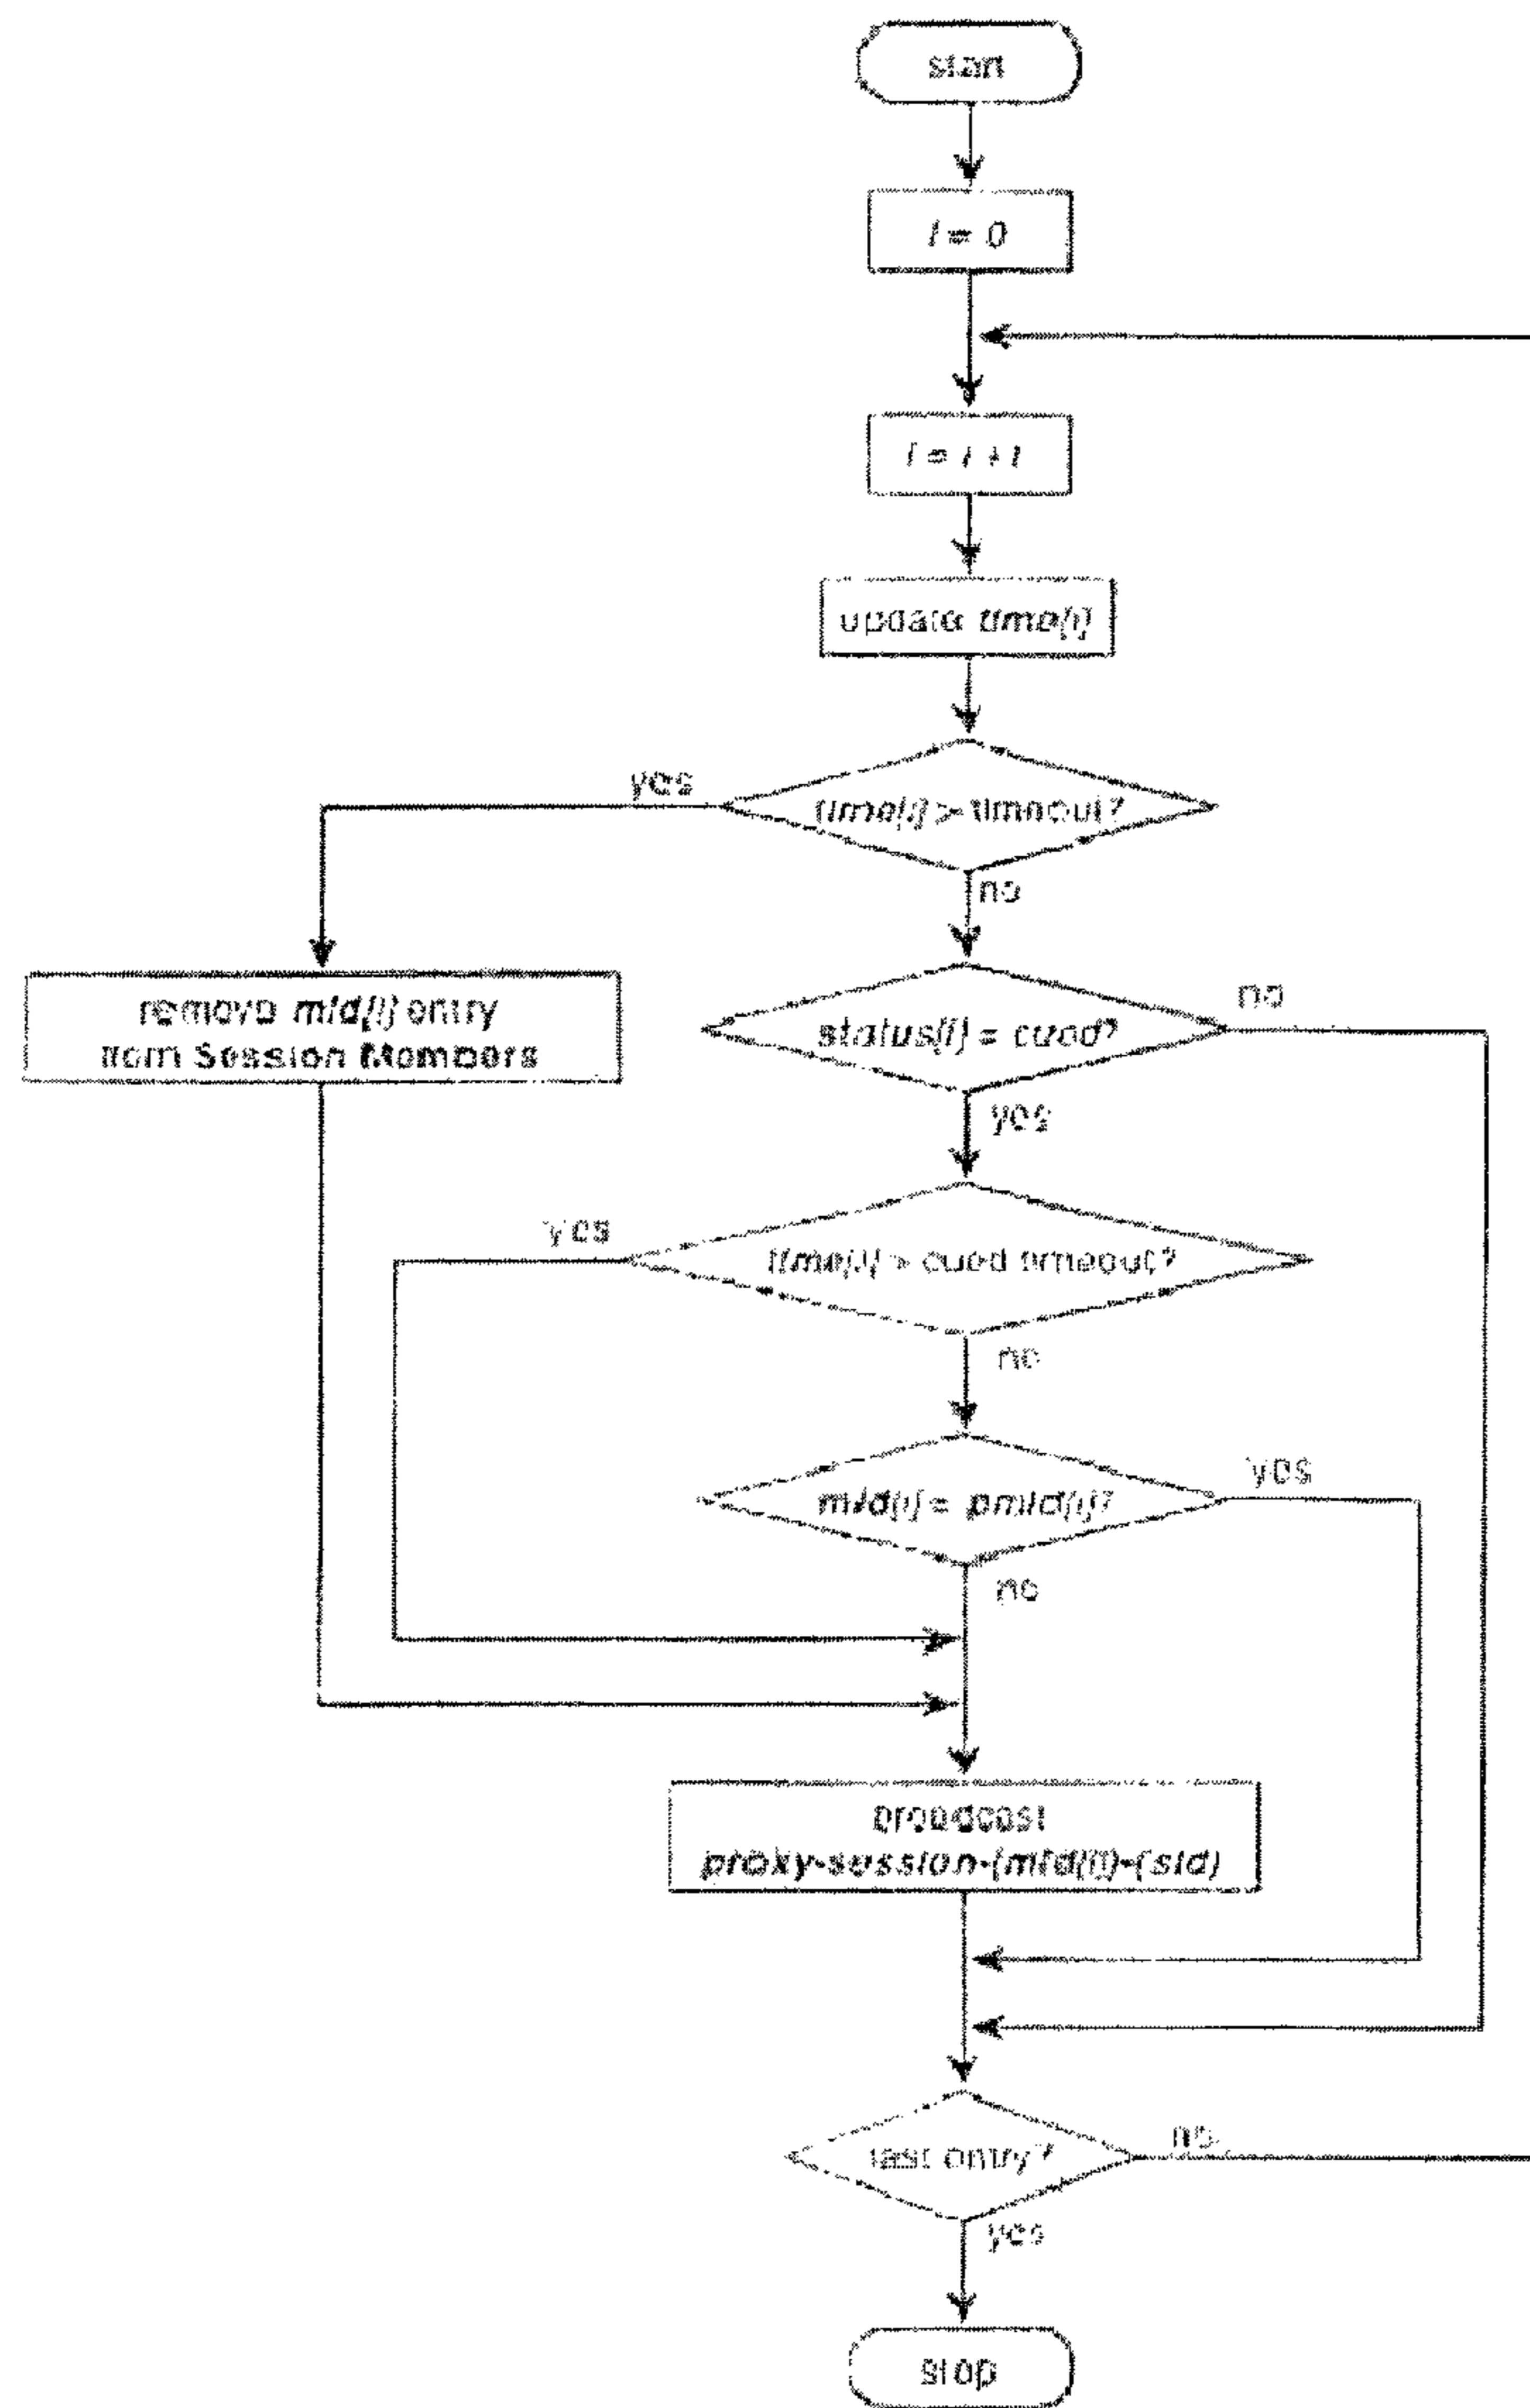 start
i = 0
i = i + 1
update time[i]
yes
time[i] > timeout?
no
remove mid[i] entry
from Session Members
status[i] = cued?
no
yes
yes
time[i] > cued timeout?
no
mid[i] = pmid[i]?
yes
no
broadcast
proxy-session-(mid[i])-(sid)
last entry?
no
yes
stop